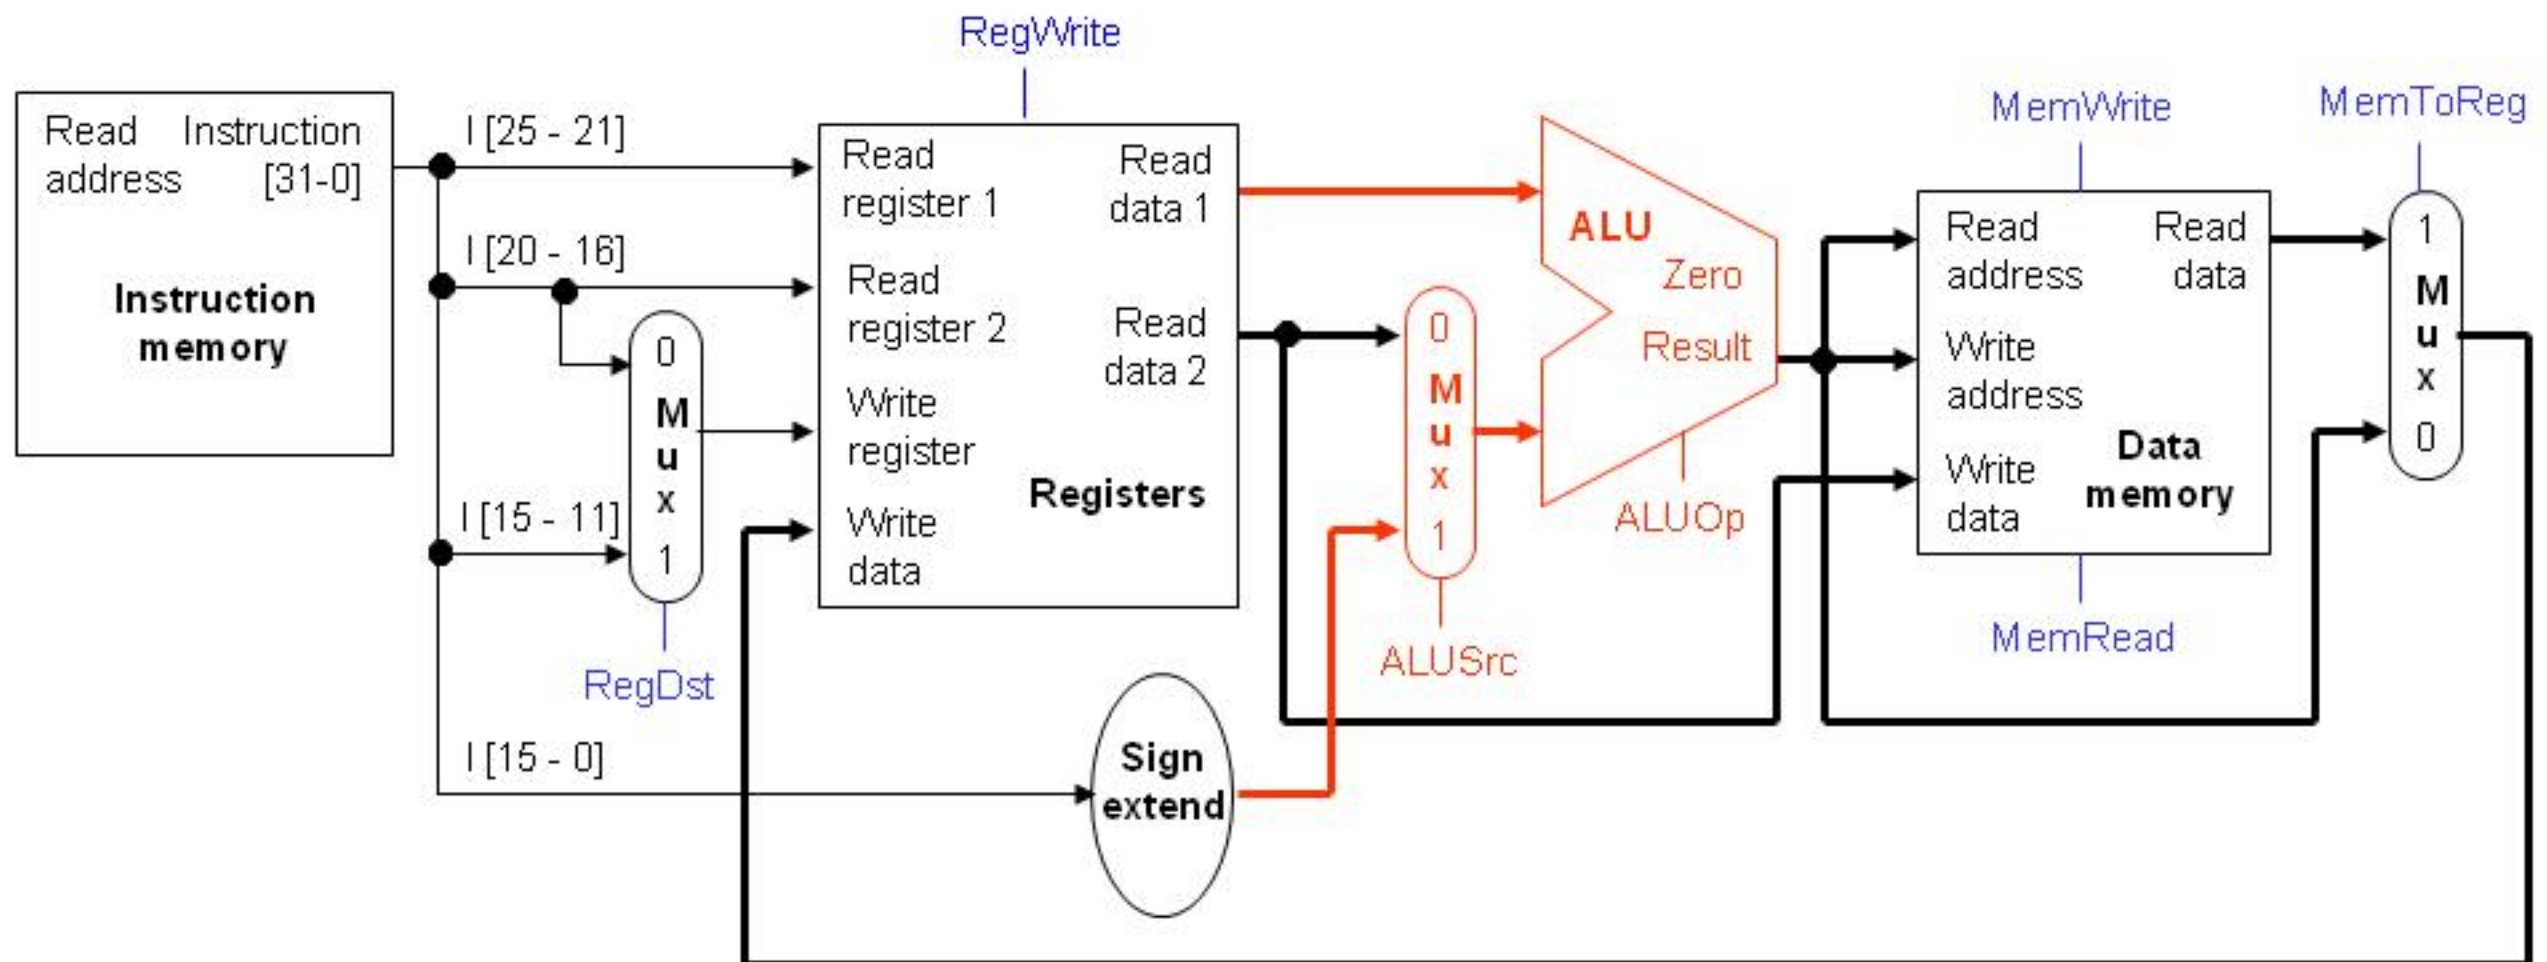 RegWrite
Read Instruction
address [31-0]
Instruction
memory
I [25 - 21]
I [20 - 16]
I [15 - 11]
I [15 - 0]
0
M
u
x
1
RegDst
Read
register 1
Read
register 2
Write
register
Write
data
Read
data 1
Read
data 2
Registers
Sign
extend
0
M
u
x
1
ALUSrc
ALU
Zero
Result
ALUOp
MemWrite
Read
address
Write
address
Write
data
Read
data
Data
memory
MemRead
MemToReg
1
M
u
x
0